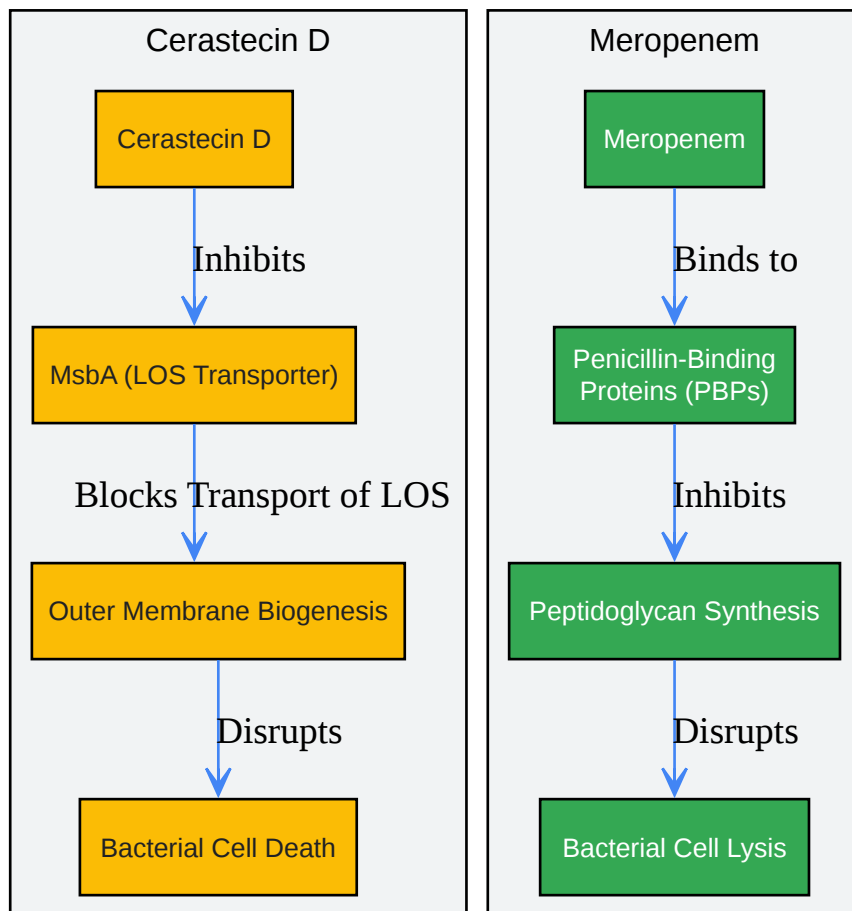 Cerastecin D
Cerastecin D
Inhibits
MsbA (LOS Transporter)
Blocks Transport of LOS
Outer Membrane Biogenesis
Disrupts
Bacterial Cell Death
Meropenem
Meropenem
Binds to
Penicillin-Binding
Proteins (PBPs)
Inhibits
Peptidoglycan Synthesis
Disrupts
Bacterial Cell Lysis